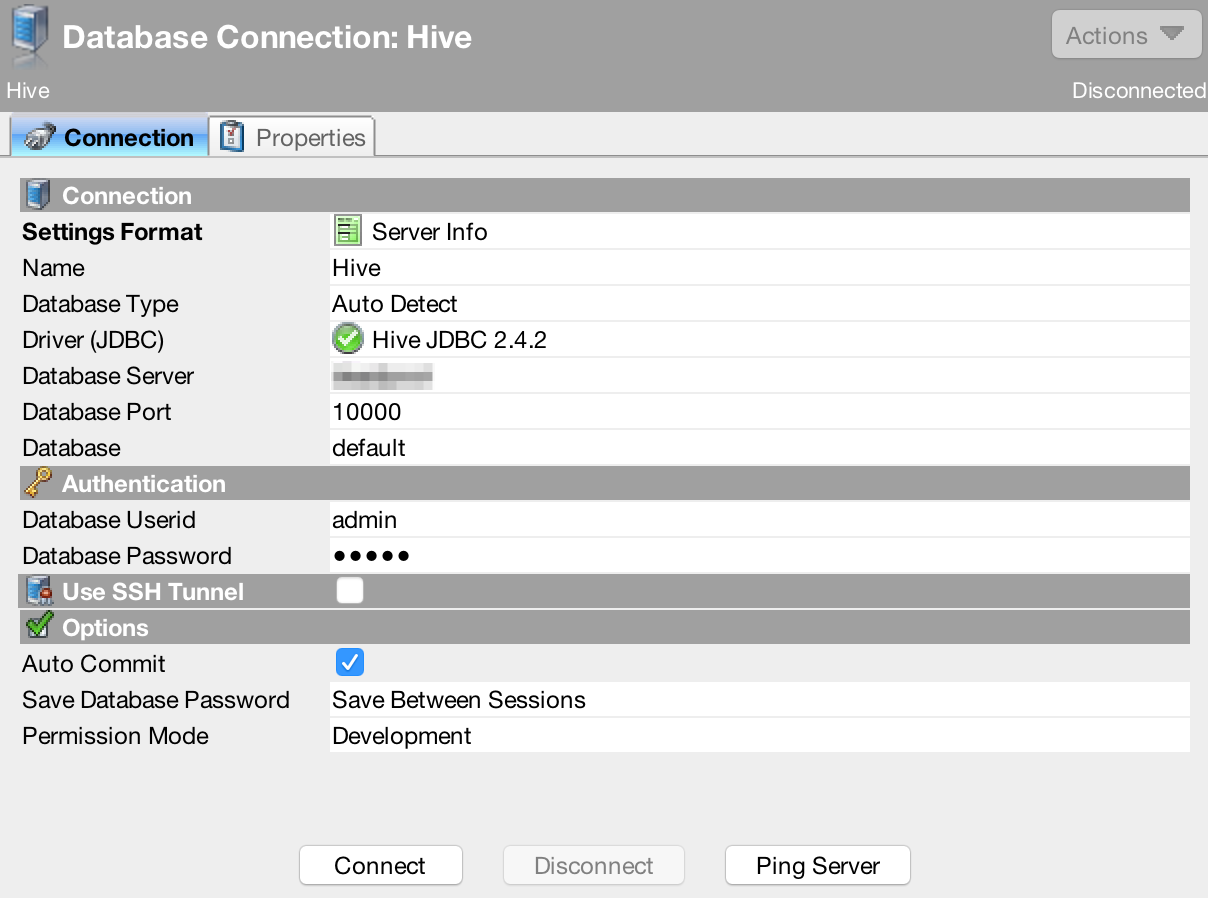 Database Connection: Hive
Actions
Hive
Disconnected
Connection
Properties
Connection
Settings Format Server Info
Name Hive
Database Type Auto Detect
Driver (JDBC) Hive JDBC 2.4.2
Database Server
Database Port 10000
Database default
Authentication
Database Userid admin
Database Password •••••
Use SSH Tunnel
Options
Auto Commit
Save Database Password Save Between Sessions
Permission Mode Development
Connect
Disconnect
Ping Server